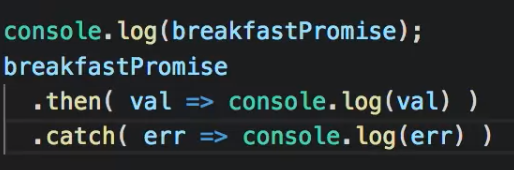 console.log(breakfastPromise);
breakfastPromise
.then( val => console.log(val) )
.catch( err => console.log(err) )